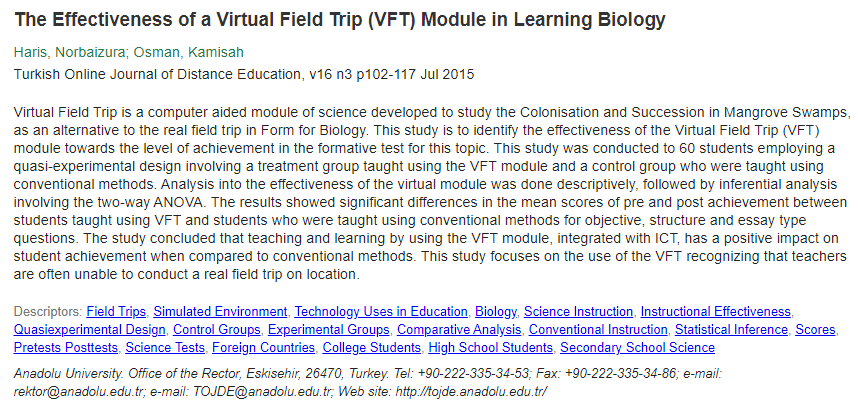 The Effectiveness of a Virtual Field Trip (VFT) Module in Learning Biology
Haris, Norbaizura; Osman, Kamisah
Turkish Online Journal of Distance Education, v16 n3 p102-117 Jul 2015
Virtual Field Trip is a computer aided module of science developed to study the Colonisation and Succession in Mangrove Swamps,
as an alternative to the real field trip in Form for Biology. This study is to identify the effectiveness of the Virtual Field Trip (VFT)
module towards the level of achievement in the formative test for this topic. This study was conducted to 60 students employing a
quasi-experimental design involving a treatment group taught using the VFT module and a control group who were taught using
conventional methods. Analysis into the effectiveness of the virtual module was done descriptively, followed by inferential analysis
involving the two-way ANOVA. The results showed significant differences in the mean scores of pre and post achievement between
students taught using VFT and students who were taught using conventional methods for objective, structure and essay type
questions. The study concluded that teaching and learning by using the VFT module, integrated with ICT, has a positive impact on
student achievement when compared to conventional methods. This study focuses on the use of the VFT recognizing that teachers
are often unable to conduct a real field trip on location.
Descriptors: Field Trips, Simulated Environment, Technology Uses in Education, Biology, Science Instruction, Instructional Effectiveness,
Quasiexperimental Design, Control Groups, Experimental Groups, Comparative Analysis, Conventional Instruction, Statistical Inference, Scores,
Pretests Posttests, Science Tests, Foreign Countries, College Students, High School Students, Secondary School Science
Anadolu University. Office of the Rector, Eskisehir, 26470, Turkey. Tel: +90-222-335-34-53; Fax: +90-222-335-34-86; e-mail:
rektor@anadolu.edu.tr; e-mail: TOJDE@anadolu.edu.tr; Web site: http://tojde.anadolu.edu.tr/